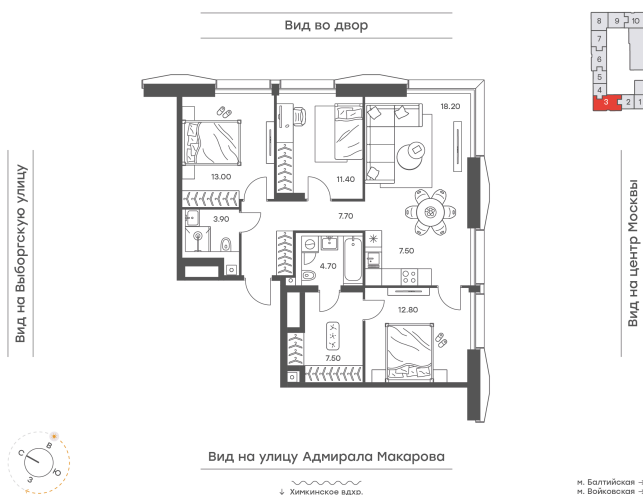 Вид во двор
8 9 10
7
6
5
4
3 2 1
18.20
13.00
11.40
3.90
7.70
7.50
4.70
12.80
7.50
Вид на Выборгскую улицу
Вид на центр Москвы
Вид на улицу Адмирала Макарова
↓ Химкинское вдхр.
С
В
Ю
З
м. Балтийская
м. Войковская